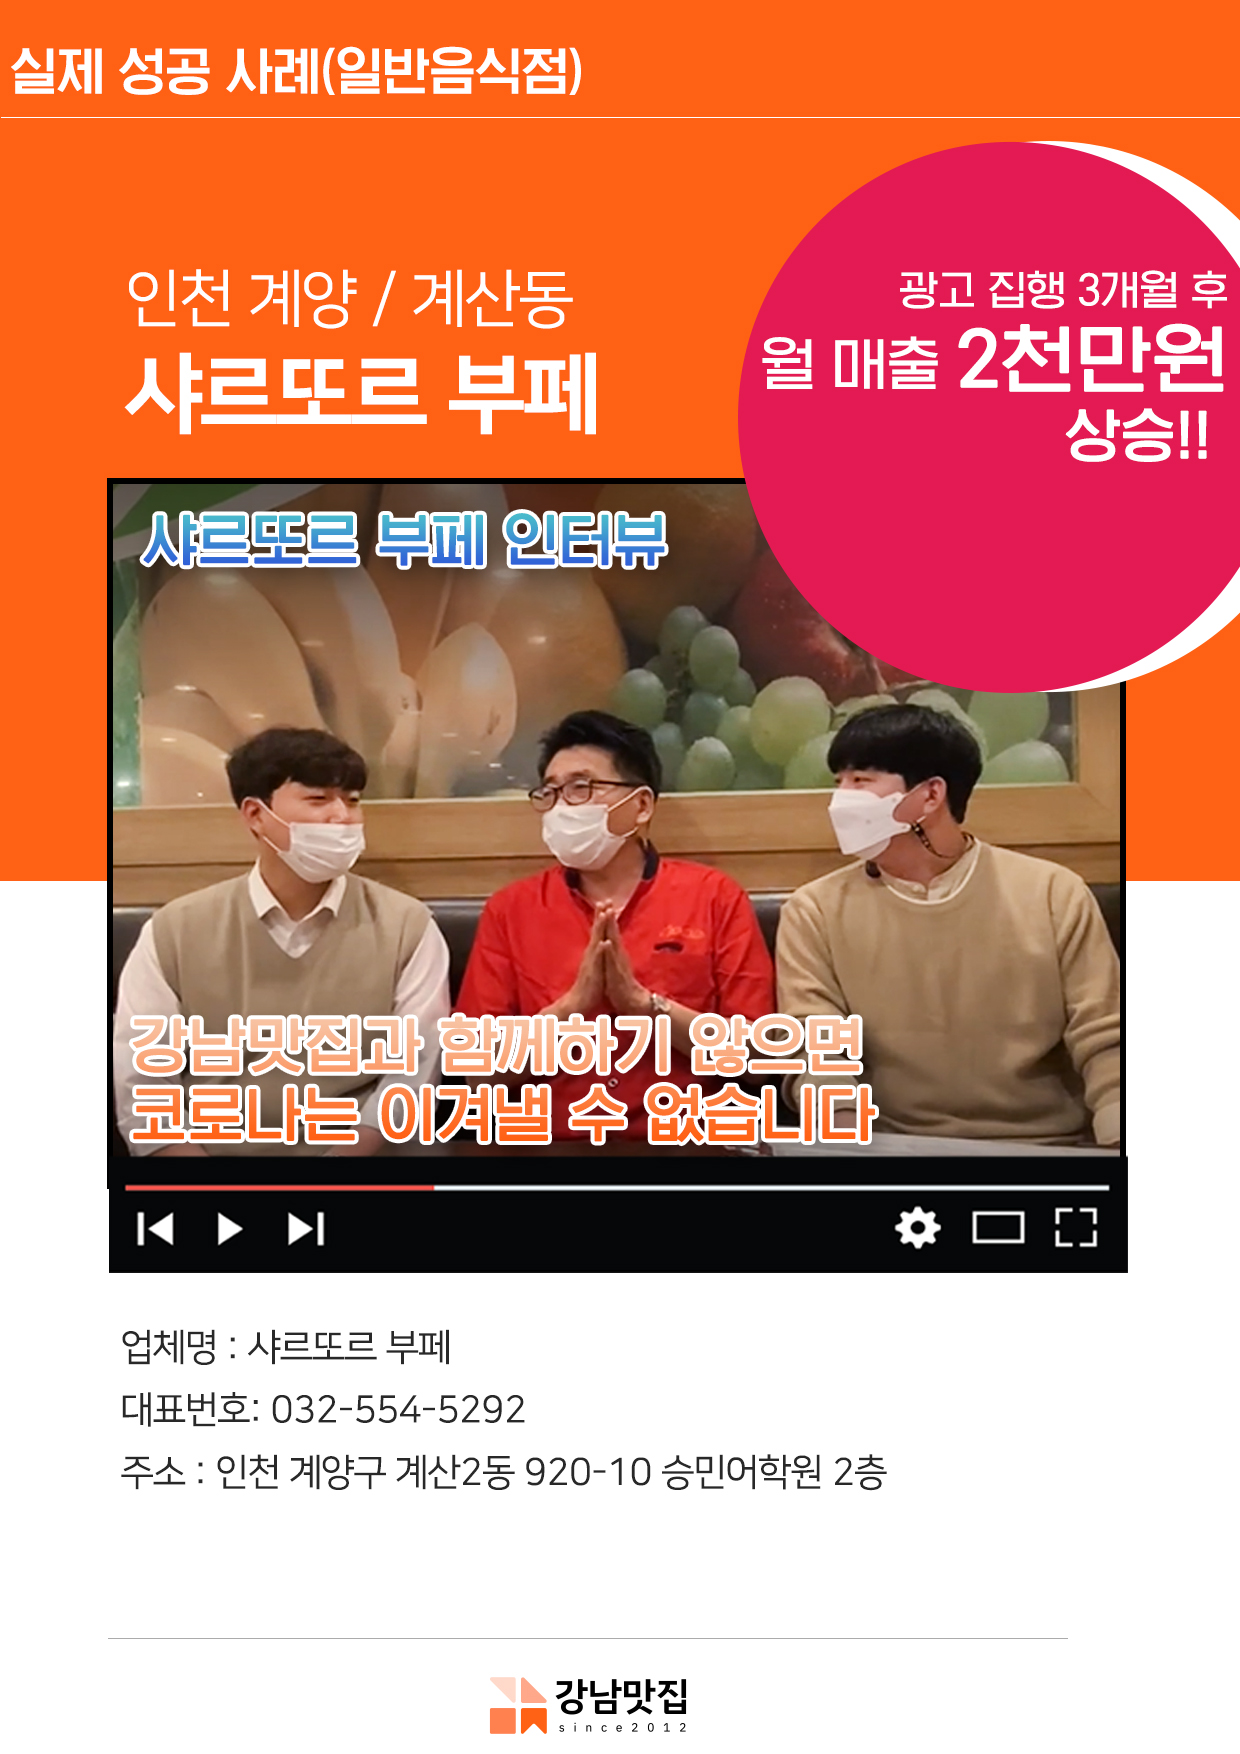 실제 성공 사례(일반음식점)
인천 계양 / 계산동
샤르또르 부페
광고 집행 3개월 후
월 매출 2천만원
상승!!
샤르또르 부페 인터뷰
강남맛집과 함께하기 않으면
코로나는 이겨낼 수 없습니다
업체명 : 샤르또르 부페
대표번호: 032-554-5292
주소 : 인천 계양구 계산2동 920-10 승민어학원 2층
강남맛집
since2012